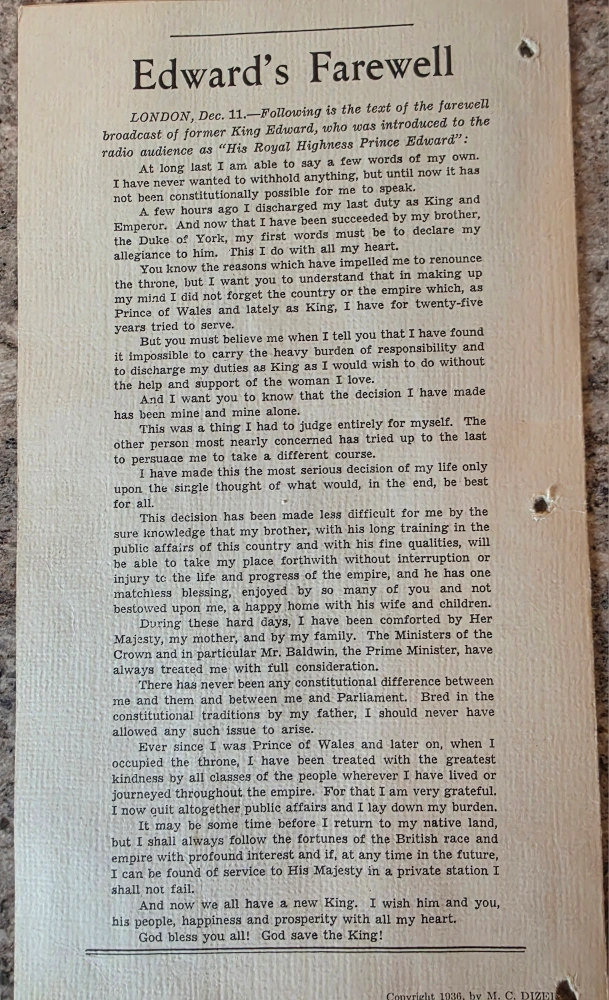 Edward's Farewell
LONDON, Dec. 11.—Following is the text of the farewell
broadcast of former King Edward, who was introduced to the
radio audience as "His Royal Highness Prince Edward":
At long last I am able to say a few words of my own.
I have never wanted to withhold anything, but until now it has
not been constitutionally possible for me to speak.
A few hours ago I discharged my last duty as King and
Emperor. And now that I have been succeeded by my brother,
the Duke of York, my first words must be to declare my
allegiance to him. This I do with all my heart.
You know the reasons which have impelled me to renounce
the throne, but I want you to understand that in making up
my mind I did not forget the country or the empire which, as
Prince of Wales and lately as King, I have for twenty-five
years tried to serve.
But you must believe me when I tell you that I have found
it impossible to carry the heavy burden of responsibility and
to discharge my duties as King as I would wish to do without
the help and support of the woman I love.
And I want you to know that the decision I have made
has been mine and mine alone.
This was a thing I had to judge entirely for myself. The
other person most nearly concerned has tried up to the last
to persuade me to take a different course.
I have made this the most serious decision of my life only
upon the single thought of what would, in the end, be best
for all.
This decision has been made less difficult for me by the
sure knowledge that my brother, with his long training in the
public affairs of this country and with his fine qualities, will
be able to take my place forthwith without interruption or
injury to the life and progress of the empire, and he has one
matchless blessing, enjoyed by so many of you and not
bestowed upon me, a happy home with his wife and children.
During these hard days, I have been comforted by Her
Majesty, my mother, and by my family. The Ministers of the
Crown and in particular Mr. Baldwin, the Prime Minister, have
always treated me with full consideration.
There has never been any constitutional difference between
me and them and between me and Parliament. Bred in the
constitutional traditions by my father, I should never have
allowed any such issue to arise.
Ever since I was Prince of Wales and later on, when I
occupied the throne, I have been treated with the greatest
kindness by all classes of the people wherever I have lived or
journeyed throughout the empire. For that I am very grateful.
I now quit altogether public affairs and I lay down my burden.
It may be some time before I return to my native land,
but I shall always follow the fortunes of the British race and
empire with profound interest and if, at any time in the future,
I can be found of service to His Majesty in a private station I
shall not fail.
And now we all have a new King. I wish him and you,
his people, happiness and prosperity with all my heart.
God bless you all! God save the King!
Copyright 1936, by M. C.